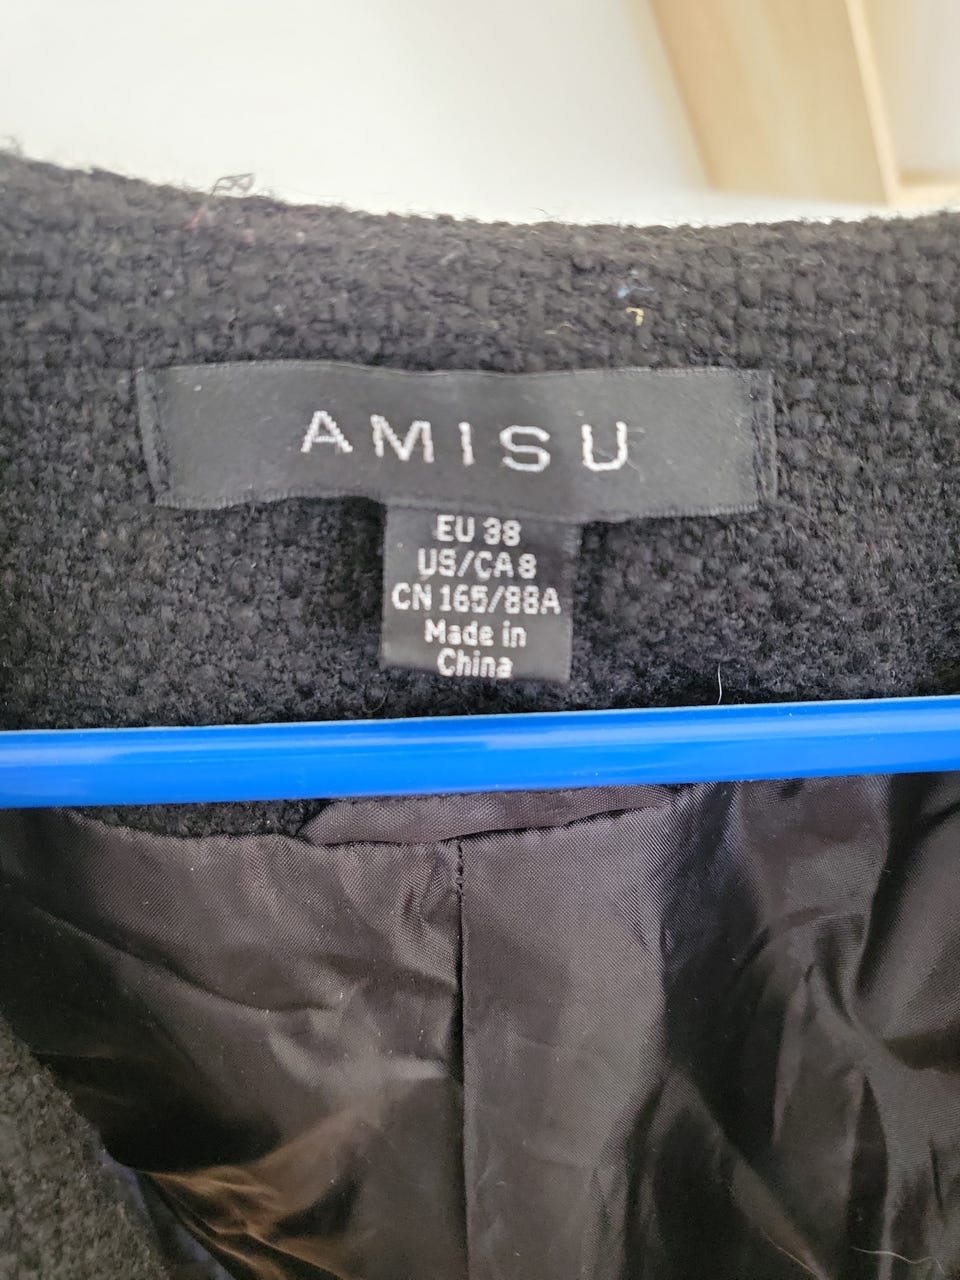 AMISU
EU 38
US/CA 8
CN 165/88A
Made in
China